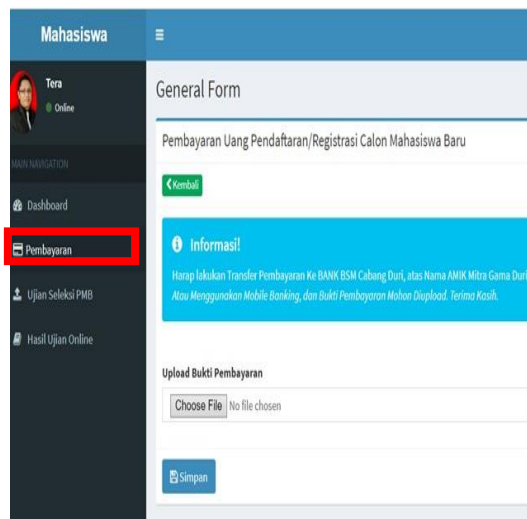 Mahasiswa
Tera
Online
MAIN NAVIGATION
Dashboard
Pembayaran
Ujian Seleksi PMB
Hasil Ujian Online
General Form
Pembayaran Uang Pendaftaran/Registrasi Calon Mahasiswa Baru
Kembali
Informasi!
Harap lakukan Transfer Pembayaran Ke BANK BSM Cabang Duri, atas Nama AMIK Mitra Gama Duri
Atau Menggunakan Mobile Banking, dan Bukti Pembayaran Mohon Diupload. Terima Kasih.
Upload Bukti Pembayaran
Choose File No file chosen
Simpan